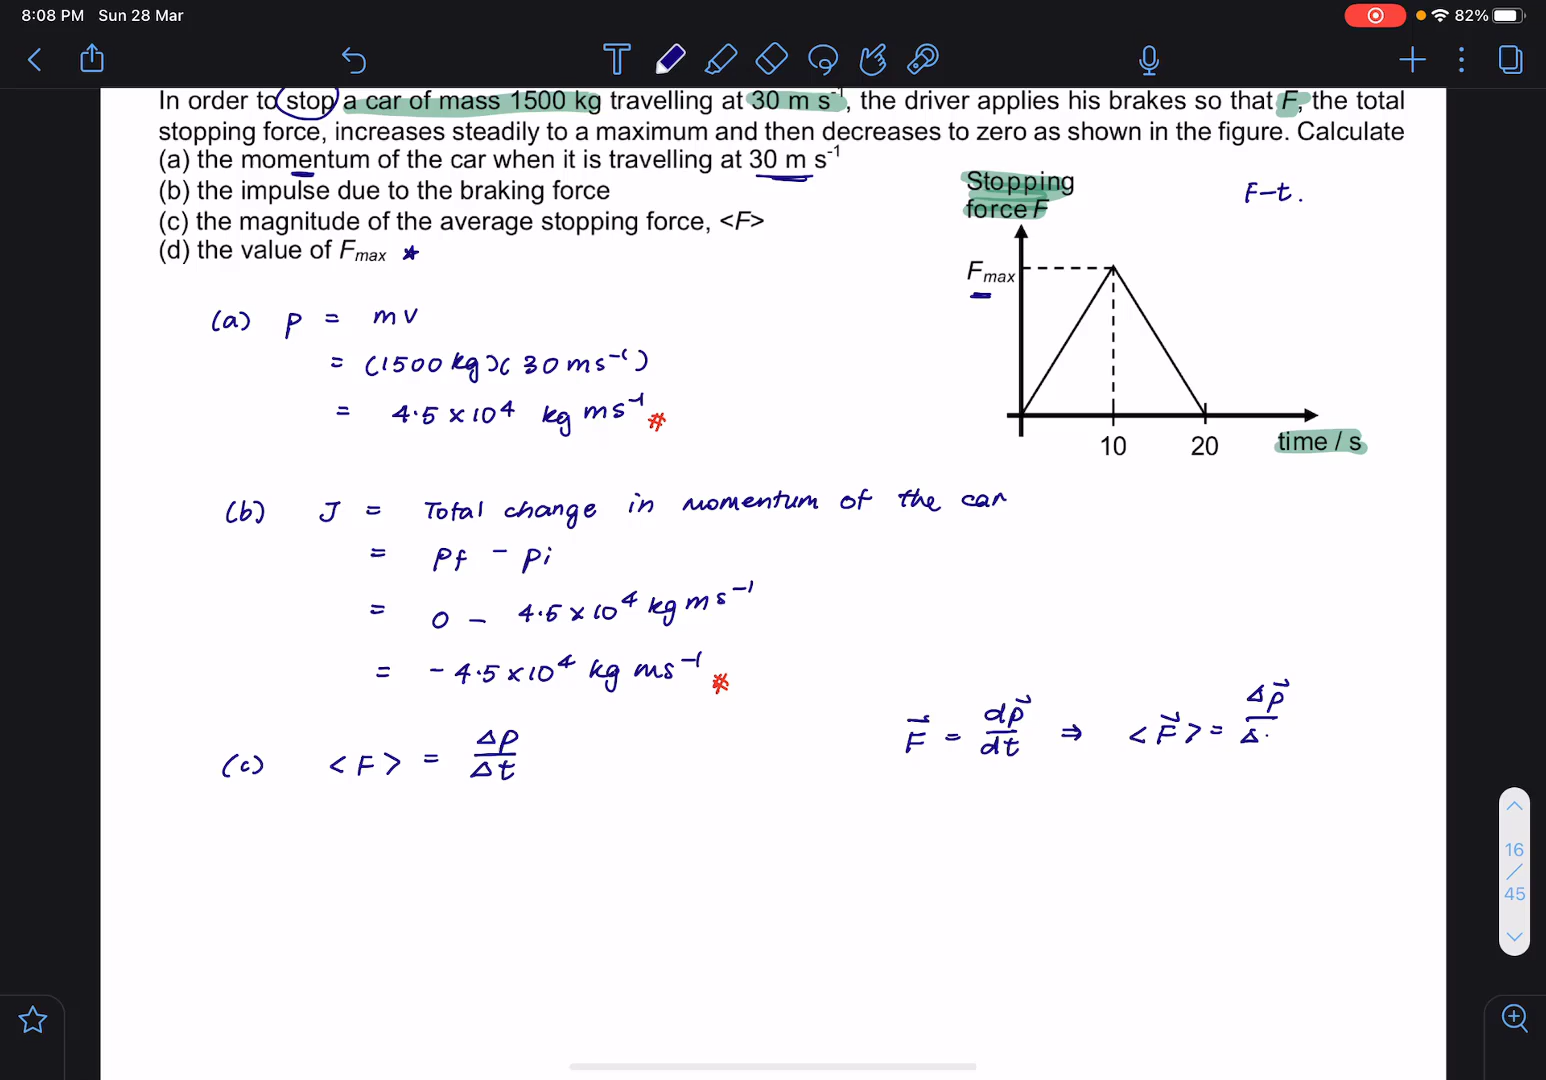 8:08 PM Sun 28 Mar
82%
In order to stop a car of mass 1500 kg travelling at 30 m s⁻¹, the driver applies his brakes so that F, the total
stopping force, increases steadily to a maximum and then decreases to zero as shown in the figure. Calculate
(a) the momentum of the car when it is travelling at 30 m s⁻¹
(b) the impulse due to the braking force
(c) the magnitude of the average stopping force, <F>
(d) the value of Fmax *
Stopping
force F
F-t.
Fmax
10 20 time / s
(a) p = mv
= (1500 kg)(30 ms⁻¹)
= 4.5 × 10⁴ kg ms⁻¹ #
(b) J = Total change in momentum of the car
= pf - pi
= 0 - 4.5 × 10⁴ kg ms⁻¹
= - 4.5 × 10⁴ kg ms⁻¹ #
(c) <F> = Δp/Δt
F⃗ = dp⃗/dt ⇒ <F⃗> = Δp⃗/Δ
16
/
45